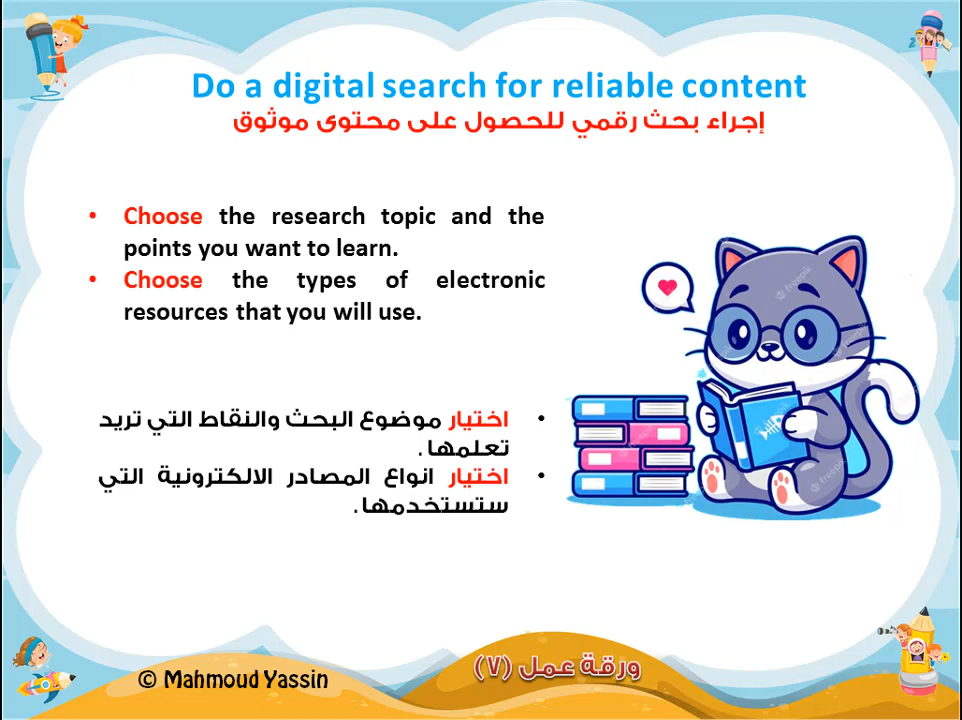 Do a digital search for reliable content
إجراء بحث رقمي للحصول على محتوى موثوق
• Choose the research topic and the
points you want to learn.
• Choose the types of electronic
resources that you will use.
• اختيار موضوع البحث والنقاط التي تريد
تعلمها.
• اختيار انواع المصادر الالكترونية التي
ستستخدمها.
© Mahmoud Yassin
ورقة عمل (٧)